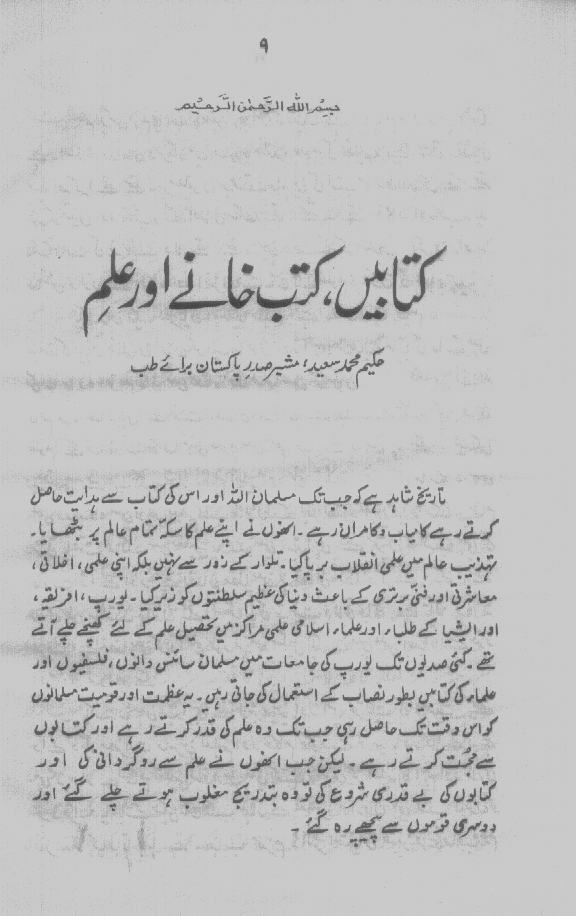 ۹
بسم الله الرحمٰن الرحیم
کتابیں، کتب خانے اور علم
حکیم محمد سعید، مشیر صدرِ پاکستان برائے طب
تاریخ شاہد ہے کہ جب تک مسلمان اللہ اور اس کی کتاب سے ہدایت حاصل
کرتے رہے کامیاب و کامران رہے۔ انھوں نے اپنے علم کا سکہ تمام عالم پر بٹھایا۔
تہذیب عالم میں علمی انقلاب برپا کیا۔ تلوار کے زور سے نہیں بلکہ اپنی علمی، اخلاقی،
معاشرتی اور فنی برتری کے باعث دنیا کی عظیم سلطنتوں کو زیر کیا۔ یورپ، افریقہ،
اور ایشیا کے طلباء اور علماء اسلامی علمی مراکز میں تحصیل علم کے لئے کھنچے چلے آتے
تھے۔ کئی صدیوں تک یورپ کی جامعات میں مسلمان سائنس دانوں، فلسفیوں اور
علماء کی کتابیں بطور نصاب کے استعمال کی جاتی رہیں۔ یہ عظمت اور قومیت مسلمانوں
کو اس وقت تک حاصل رہی جب تک وہ علم کی قدر کرتے رہے اور کتابوں
سے محبت کرتے رہے۔ لیکن جب انھوں نے علم سے روگردانی کی اور
کتابوں کی بے قدری شروع کی تو وہ بتدریج مغلوب ہوتے چلے گئے اور
دوسری قوموں سے پیچھے رہ گئے۔